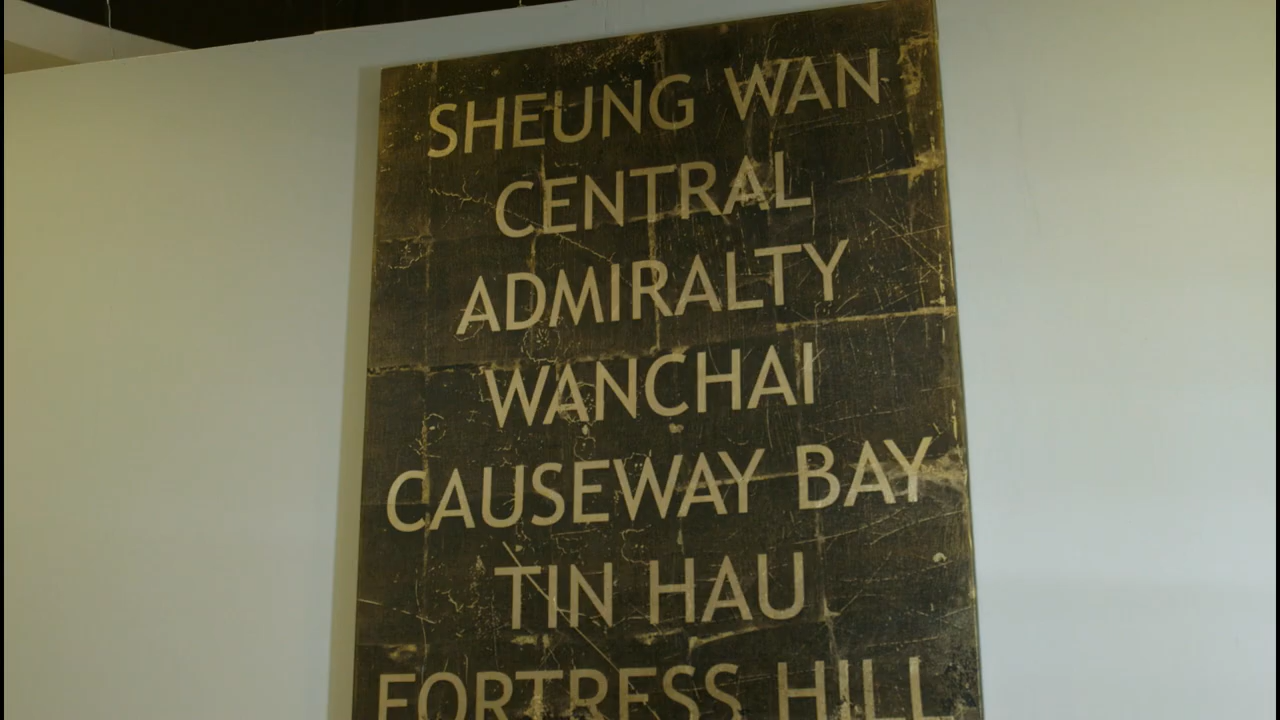 SHEUNG WAN
CENTRAL
ADMIRALTY
WANCHAI
CAUSEWAY BAY
TIN HAU
FORTRESS HILL